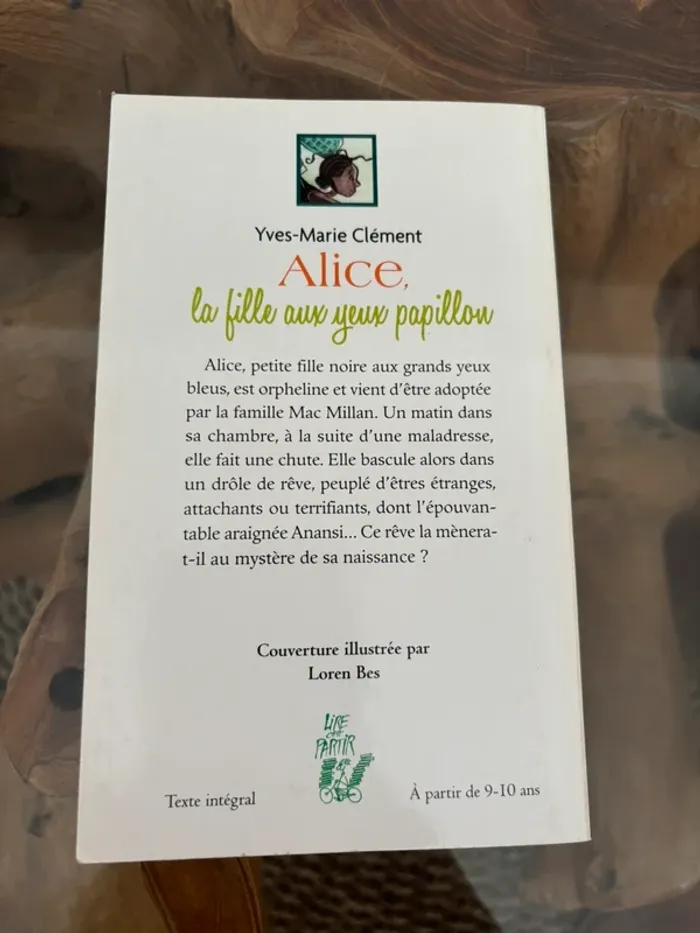 Yves-Marie Clément
Alice,
la fille aux yeux papillon
Alice, petite fille noire aux grands yeux
bleus, est orpheline et vient d'être adoptée
par la famille Mac Millan. Un matin dans
sa chambre, à la suite d'une maladresse,
elle fait une chute. Elle bascule alors dans
un drôle de rêve, peuplé d'êtres étranges,
attachants ou terrifiants, dont l'épouvan-
table araignée Anansi... Ce rêve la mènera-
t-il au mystère de sa naissance ?
Couverture illustrée par
Loren Bes
LIRE
C'EST
PARTIR
Texte intégral
À partir de 9-10 ans